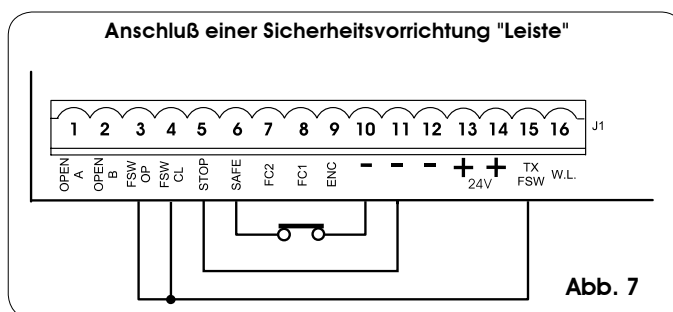 Anschluß einer Sicherheitsvorrichtung "Leiste"
1 2 3 4 5 6 7 8 9 10 11 12 13 14 15 16 J1
OPEN A
OPEN B
FSW OP
FSW CL
STOP
SAFE
FC2
FC1
ENC
- - - + +
24V
TX FSW
W.L.
Abb. 7